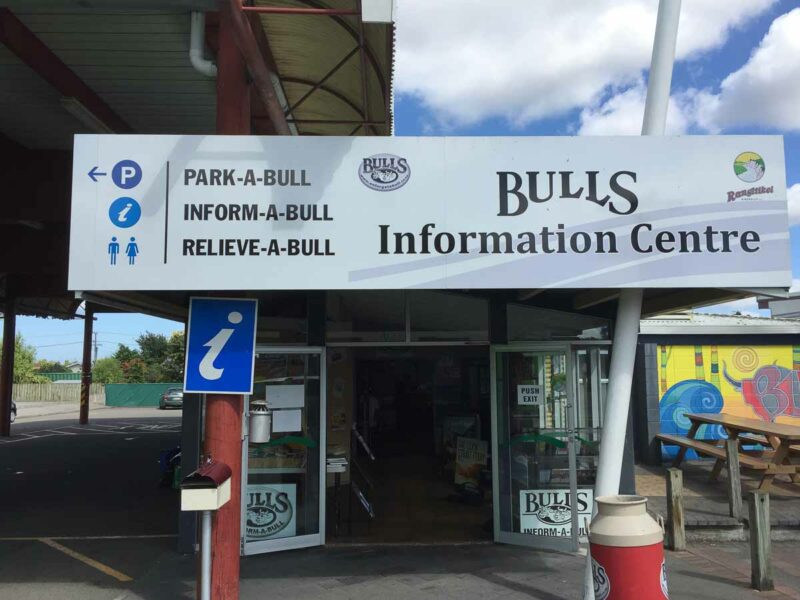 P PARK-A-BULL
i INFORM-A-BULL
RELIEVE-A-BULL
BULLS
BULLS
Information Centre
Rangitikei
i
PUSH
EXIT
BULLS
INFORM-A-BULL
BULLS
INFORM-A-BULL
BULLS